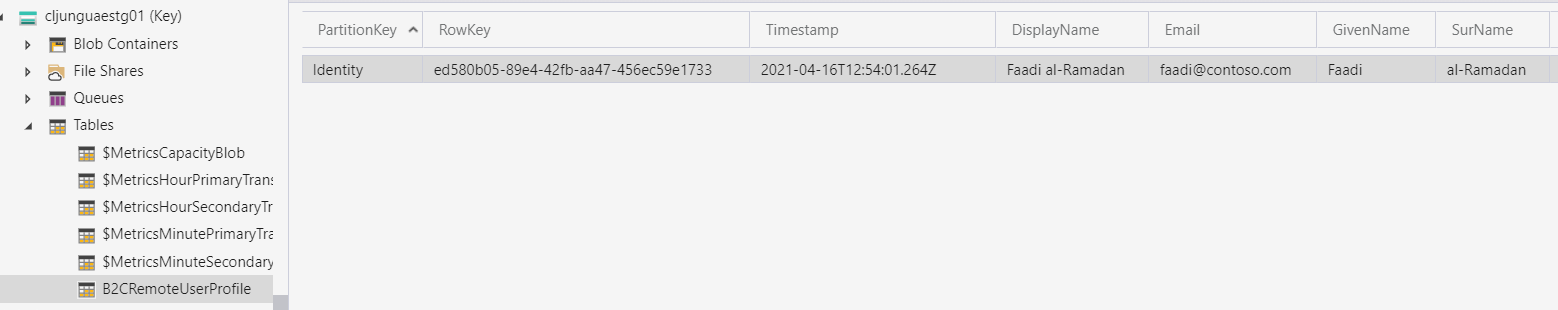 cljunguaestg01 (Key)
Blob Containers
File Shares
Queues
Tables
$MetricsCapacityBlob
$MetricsHourPrimaryTrans
$MetricsHourSecondaryTr
$MetricsMinutePrimaryTra
$MetricsMinuteSecondary
B2CRemoteUserProfile
PartitionKey RowKey Timestamp DisplayName Email GivenName SurName
Identity ed580b05-89e4-42fb-aa47-456ec59e1733 2021-04-16T12:54:01.264Z Faadi al-Ramadan faadi@contoso.com Faadi al-Ramadan